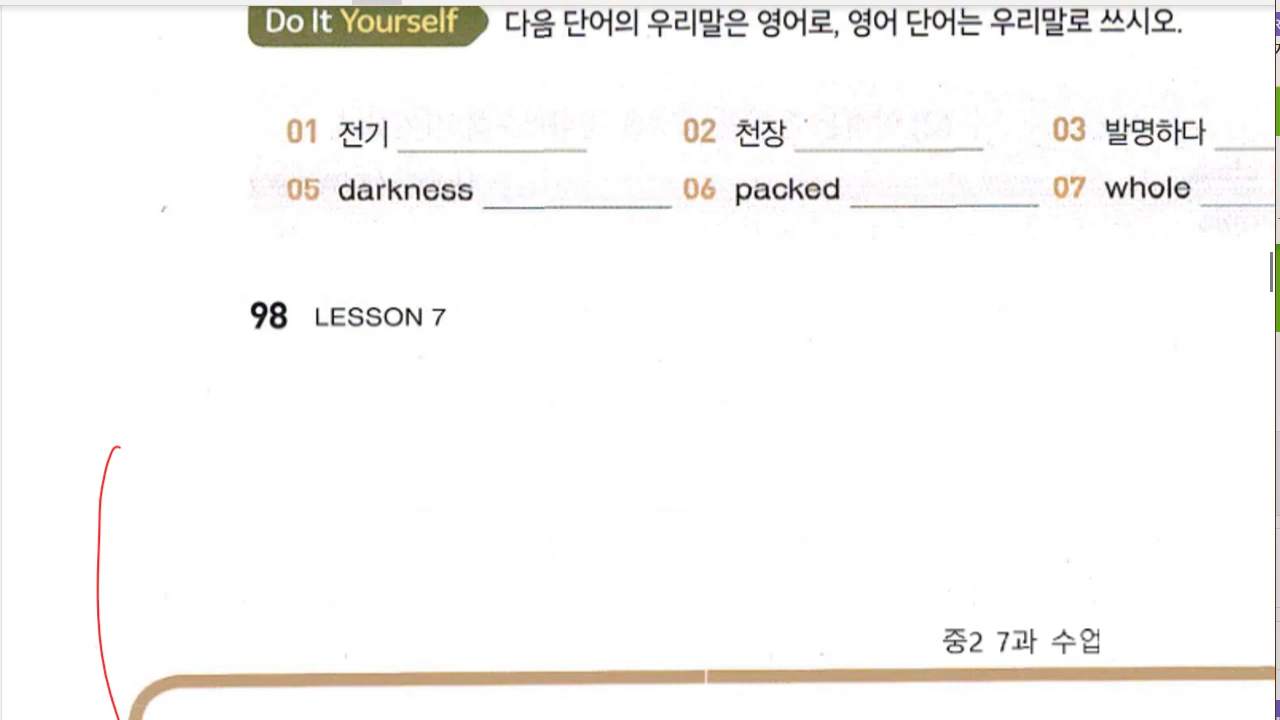 Do It Yourself 다음 단어의 우리말은 영어로, 영어 단어는 우리말로 쓰시오.
01 전기 02 천장 03 발명하다
05 darkness 06 packed 07 whole
98 LESSON 7
중2 7과 수업